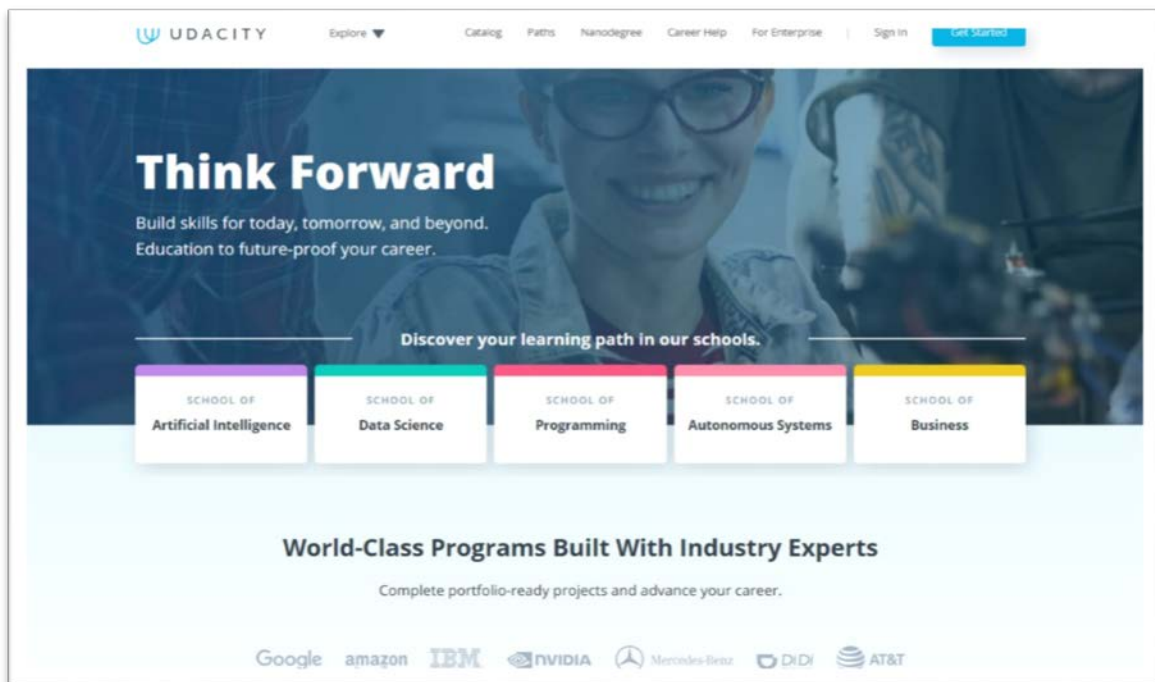 UDACITY Explore Catalog Paths Nanodegree Career Help For Enterprise Sign In Get Started
Think Forward
Build skills for today, tomorrow, and beyond.
Education to future-proof your career.
Discover your learning path in our schools.
SCHOOL OF
Artificial Intelligence
SCHOOL OF
Data Science
SCHOOL OF
Programming
SCHOOL OF
Autonomous Systems
SCHOOL OF
Business
World-Class Programs Built With Industry Experts
Complete portfolio-ready projects and advance your career.
Google amazon IBM NVIDIA Mercedes-Benz DiDi AT&T